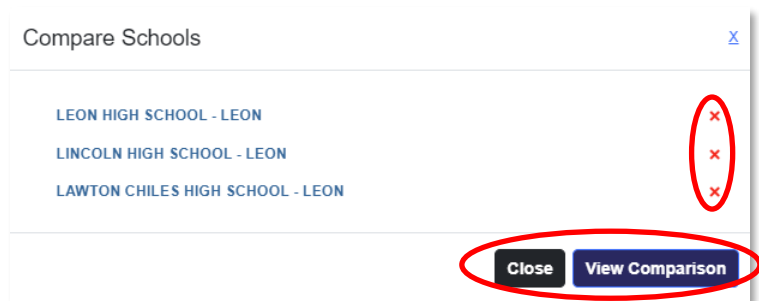 Compare Schools X
LEON HIGH SCHOOL - LEON ×
LINCOLN HIGH SCHOOL - LEON ×
LAWTON CHILES HIGH SCHOOL - LEON ×
Close View Comparison